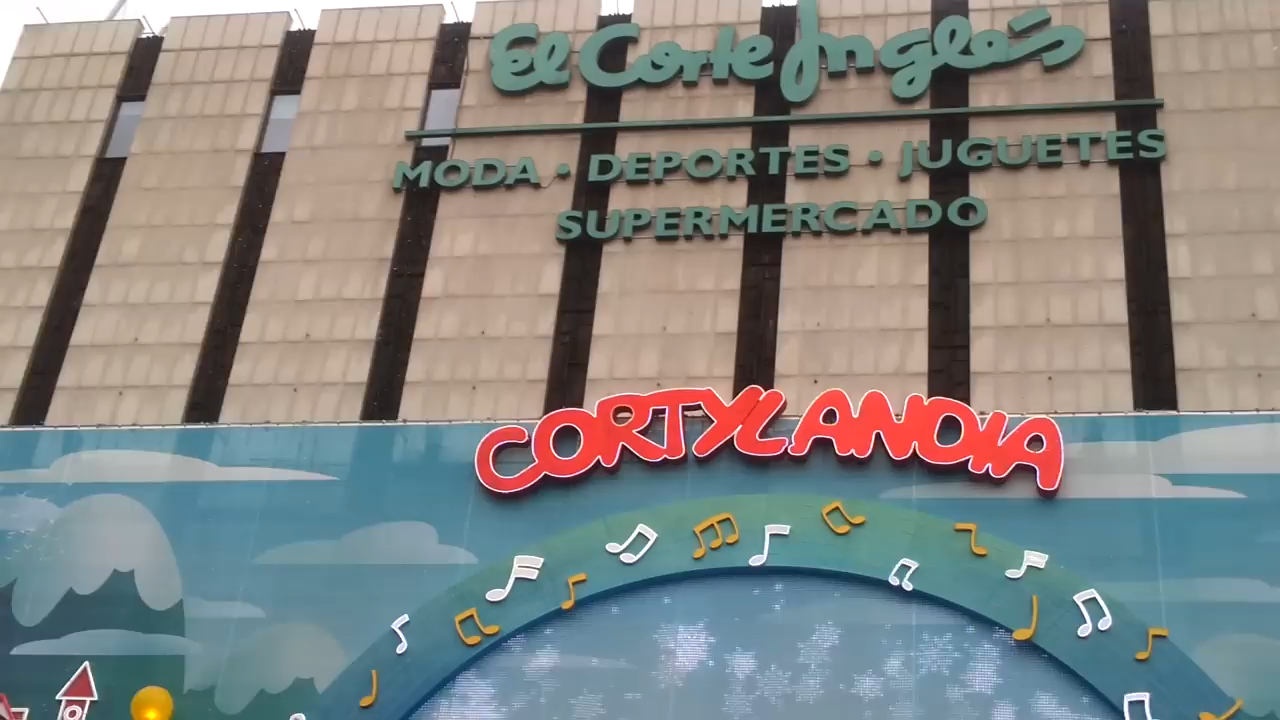 El Corte Inglés
MODA · DEPORTES · JUGUETES
SUPERMERCADO
CORTYLANDIA